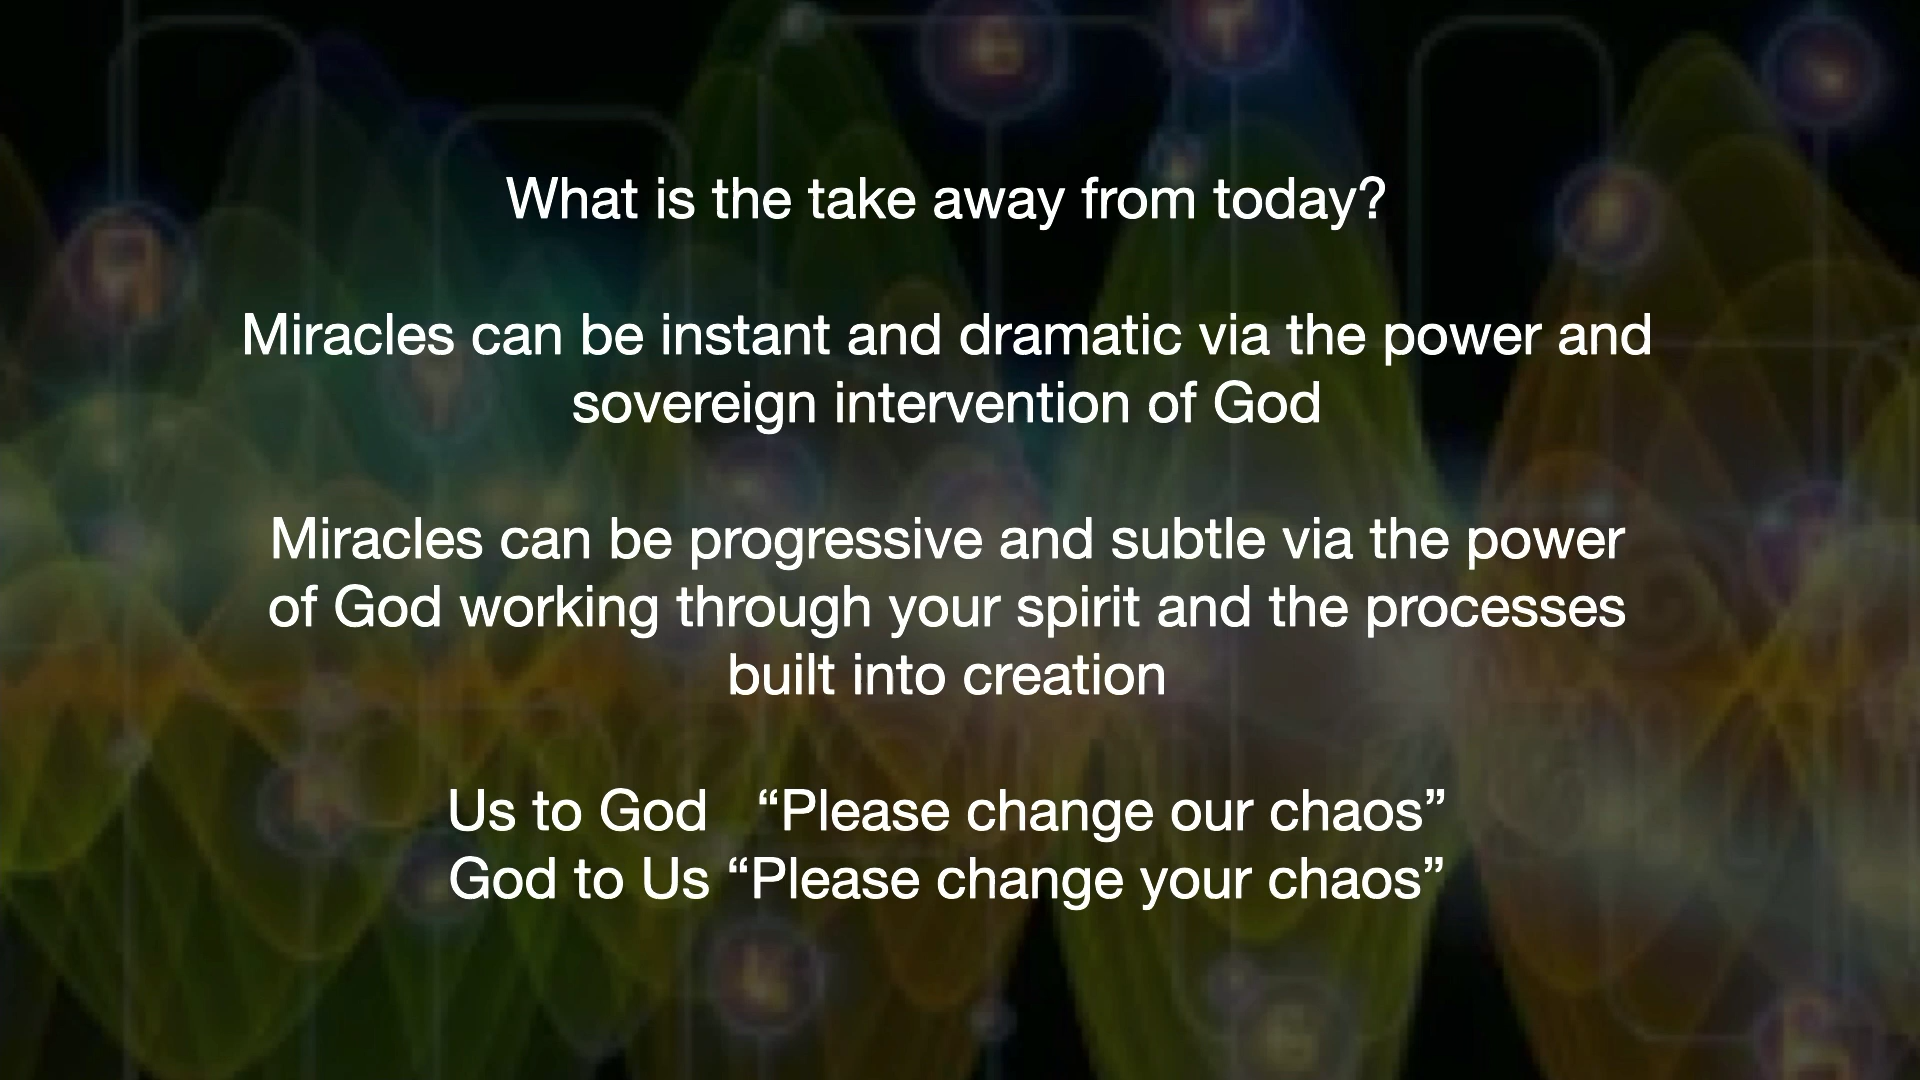 What is the take away from today?
Miracles can be instant and dramatic via the power and
sovereign intervention of God
Miracles can be progressive and subtle via the power
of God working through your spirit and the processes
built into creation
Us to God “Please change our chaos”
God to Us “Please change your chaos”